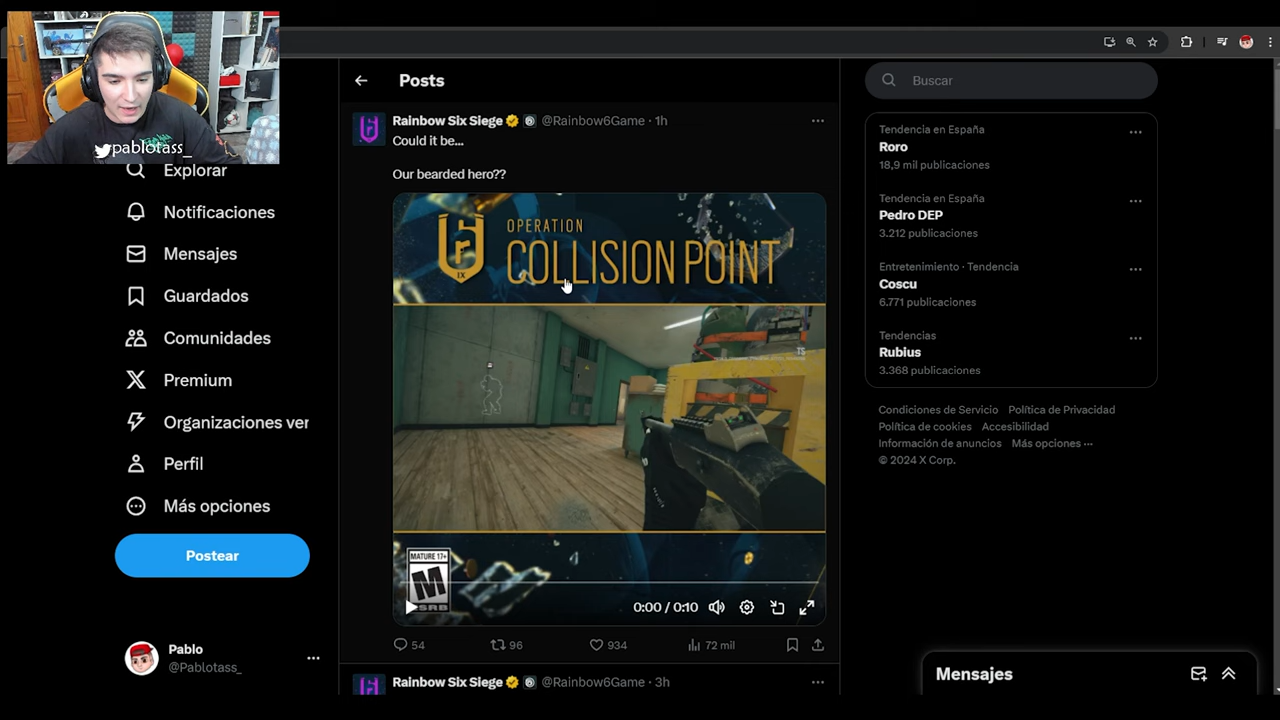 @pablotass_
Explorar
Notificaciones
Mensajes
Guardados
Comunidades
Premium
Organizaciones ver
Perfil
Más opciones
Postear
Pablo
@Pablotass_
Posts
Rainbow Six Siege @Rainbow6Game · 1h
Could it be...
Our bearded hero??
IX
OPERATION
COLLISION POINT
MATURE 17+
M
ESRB
0:00 / 0:10
54
96
934
72 mil
Rainbow Six Siege @Rainbow6Game · 3h
Buscar
Tendencia en España
Roro
18,9 mil publicaciones
Tendencia en España
Pedro DEP
3.212 publicaciones
Entretenimiento · Tendencia
Coscu
6.771 publicaciones
Tendencias
Rubius
3.368 publicaciones
Condiciones de Servicio Política de Privacidad
Política de cookies Accesibilidad
Información de anuncios Más opciones ···
© 2024 X Corp.
Mensajes